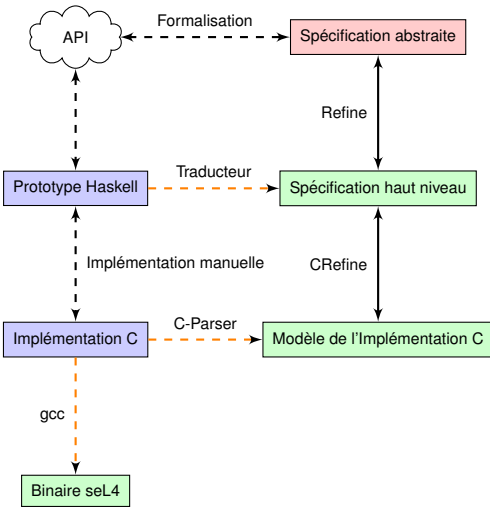 Formalisation
API
Spécification abstraite
Refine
Traducteur
Prototype Haskell
Spécification haut niveau
Implémentation manuelle
CRefine
C-Parser
Implémentation C
Modèle de l'Implémentation C
gcc
Binaire seL4